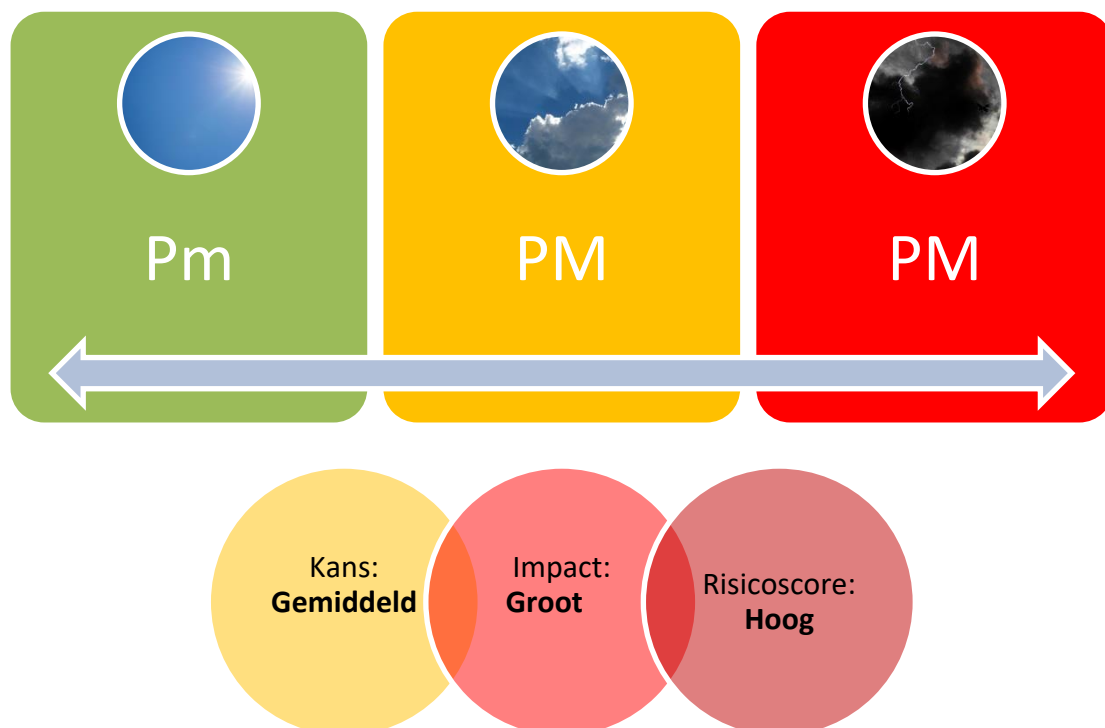 Pm
PM
PM
Kans:
Gemiddeld
Impact:
Groot
Risicoscore:
Hoog